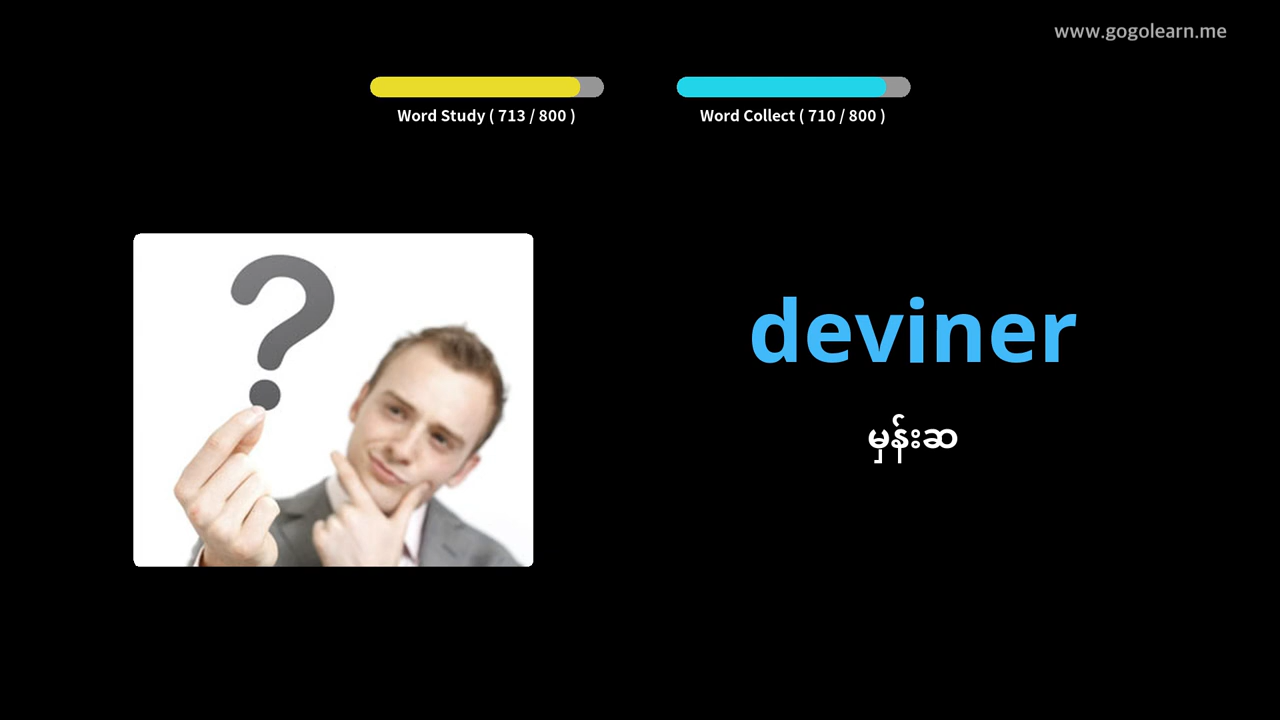 www.gogolearn.me
Word Study ( 713 / 800 )
Word Collect ( 710 / 800 )
deviner
မှန်းဆ